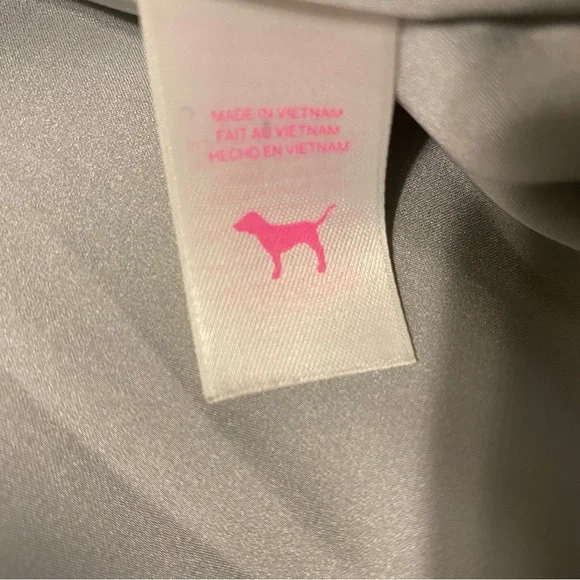 MADE IN VIETNAM
FAIT AU VIETNAM
HECHO EN VIETNAM